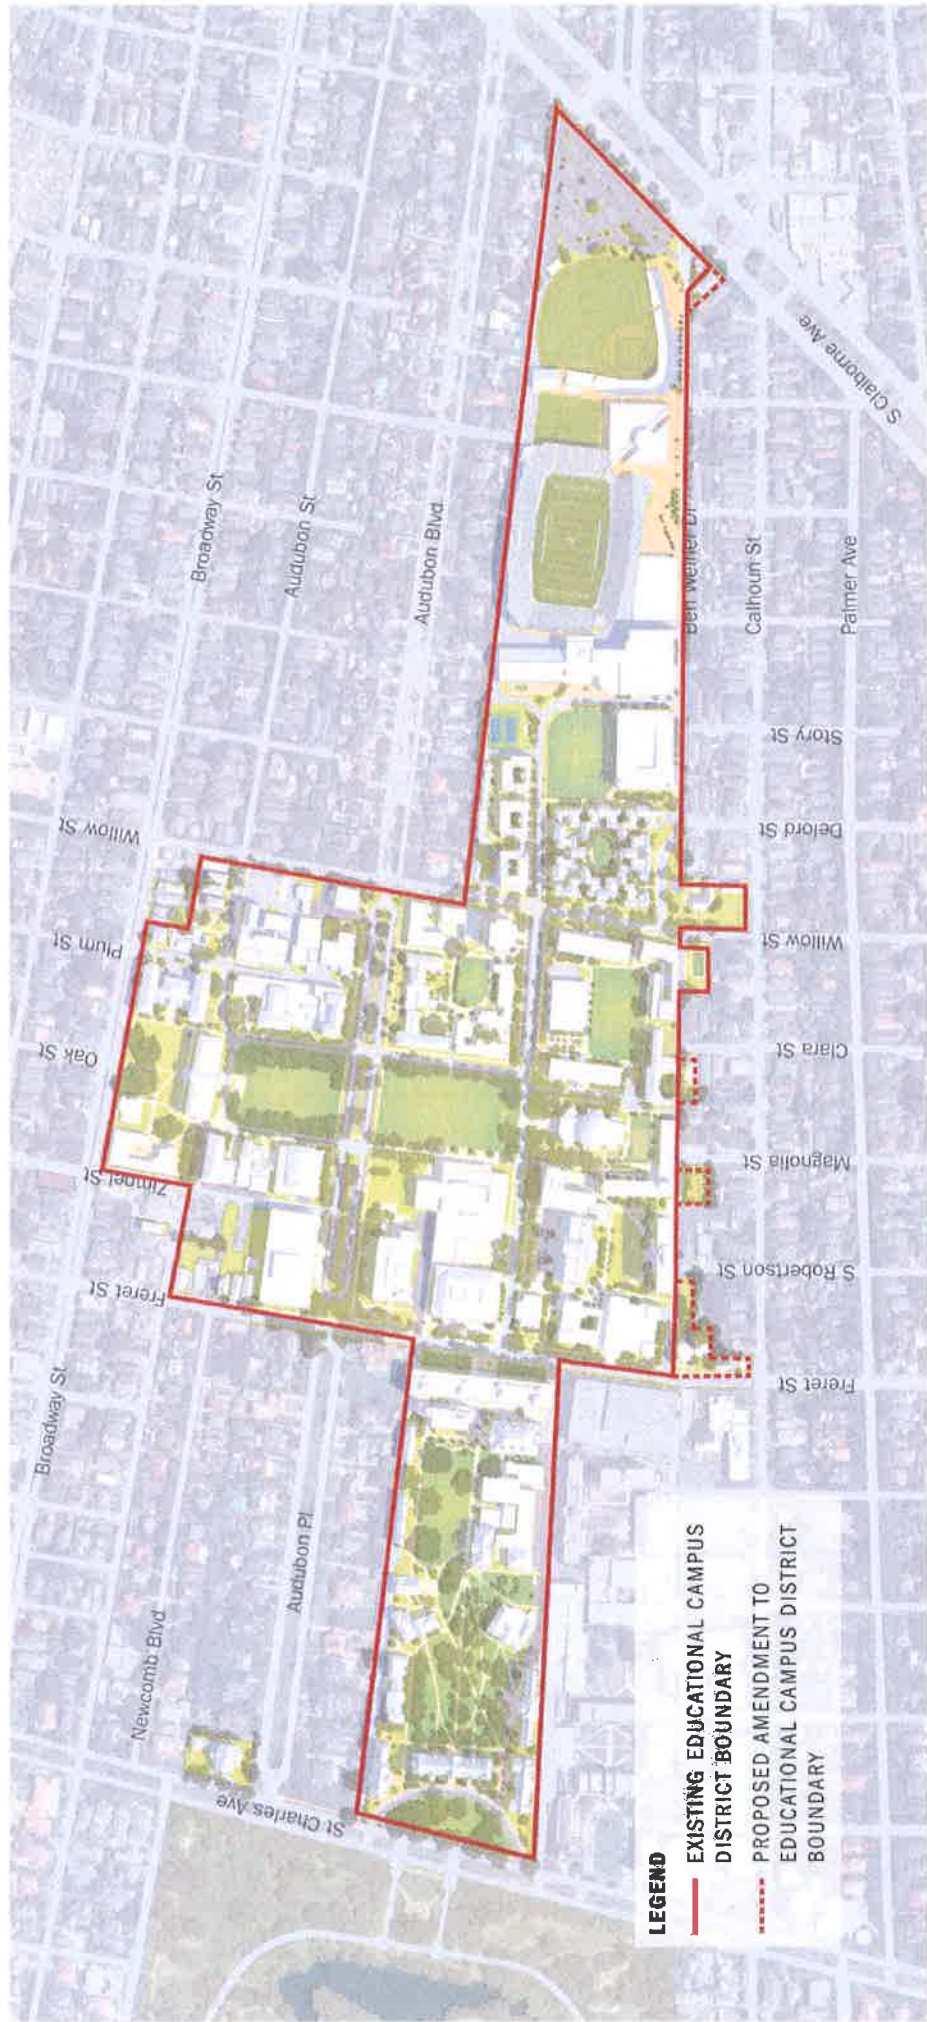 Broadway St
Audubon St
Audubon Blvd
Willow St
Plum St
Oak St
Zimpel St
Freret St
Broadway St
Newcomb Blvd
Audubon Pl
St Charles Ave
S Claiborne Ave
Ben Weiner Dr
Calhoun St
Palmer Ave
Story St
Delord St
Willow St
Clara St
Magnolia St
S Robertson St
Freret St
LEGEND
EXISTING EDUCATIONAL CAMPUS
DISTRICT BOUNDARY
PROPOSED AMENDMENT TO
EDUCATIONAL CAMPUS DISTRICT
BOUNDARY